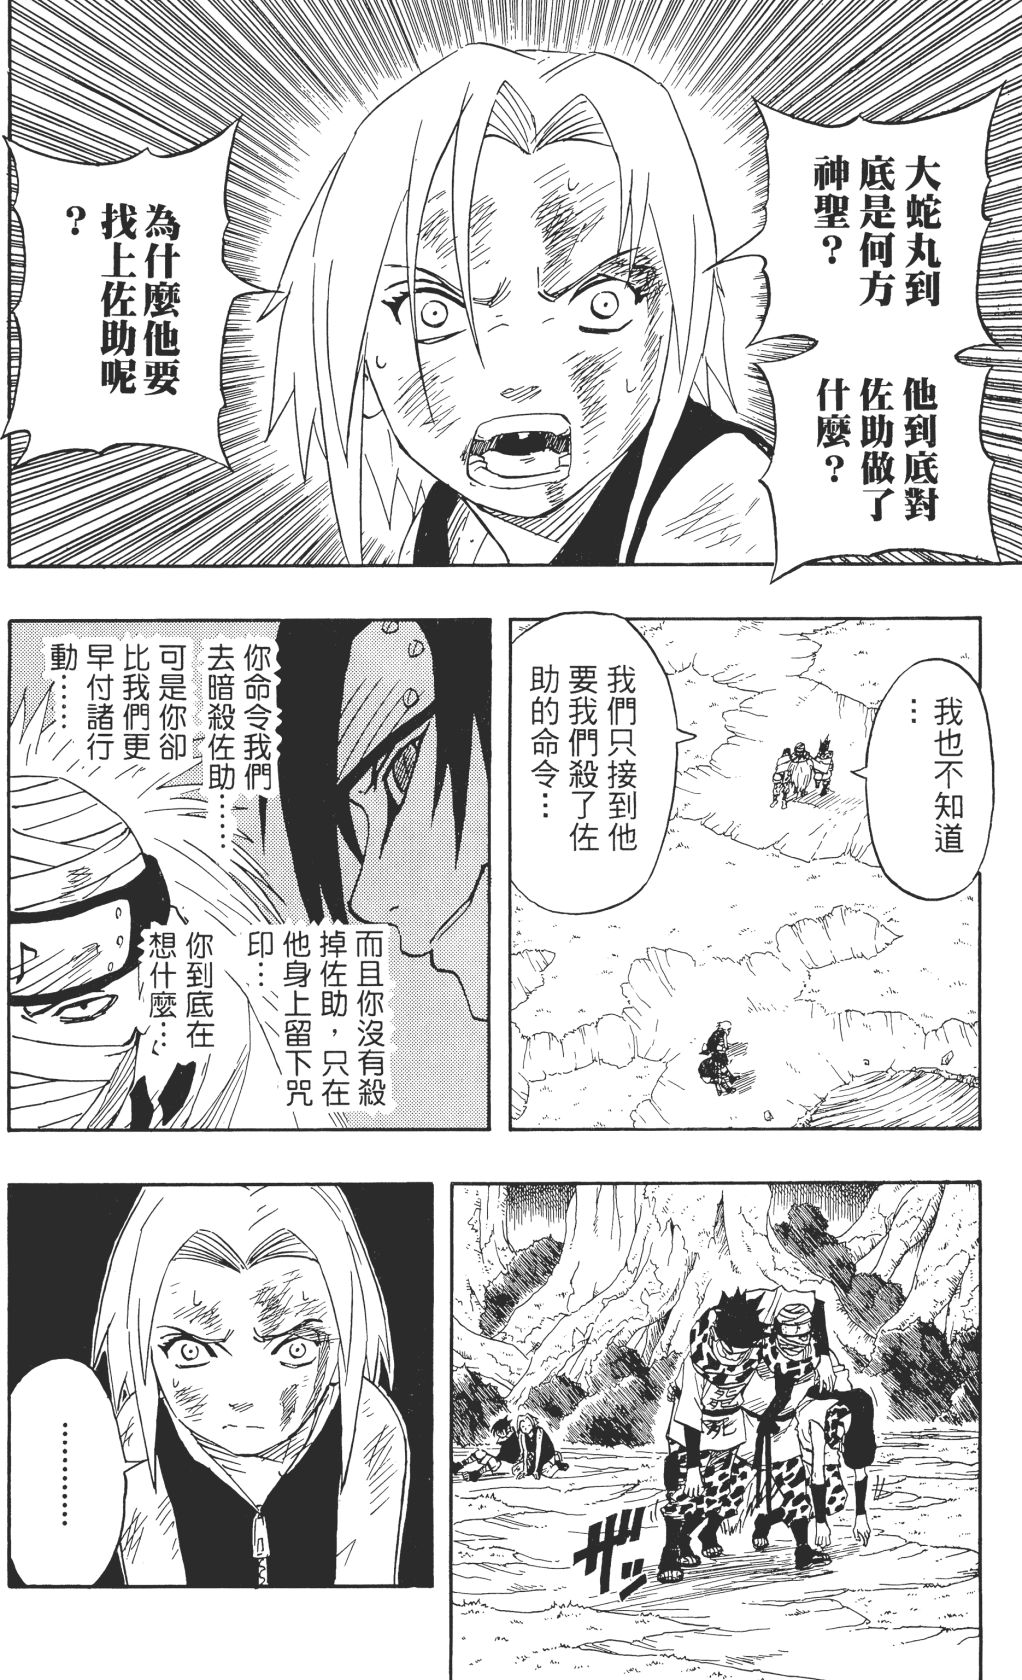 大蛇丸到
底是何方
神聖？
他到底對
佐助做了
什麼？
為什麼他要
找上佐助呢
？
我也不知道
…
我們只接到他
要我們殺了佐
助的命令…
你命令我們
去暗殺佐助……
可是你卻
比我們更
早付諸行
動……
而且你沒有殺
掉佐助，只在
他身上留下咒
印…
你到底在
想什麼…
死
死
ザッ
………